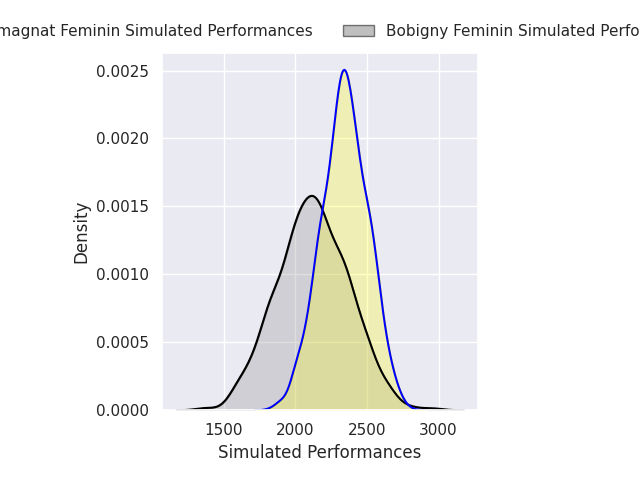 magnat Feminin Simulated Performances
Bobigny Feminin Simulated Perfo
0.0025
0.0020
0.0015
0.0010
0.0005
0.0000
Density
1500 2000 2500 3000
Simulated Performances